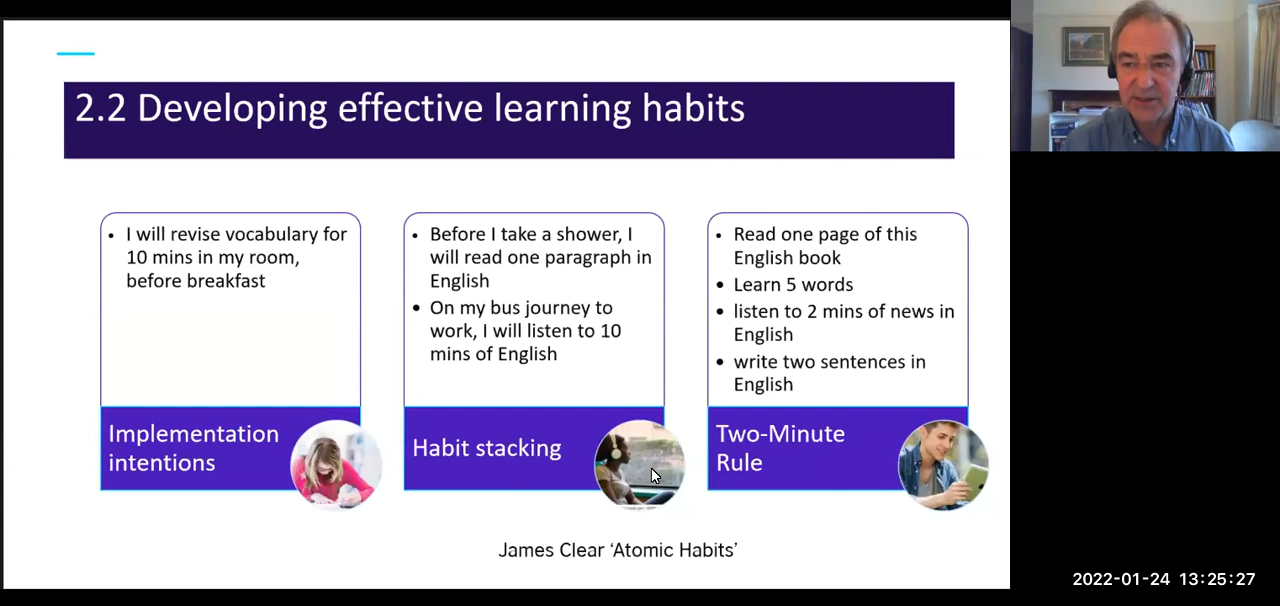 2.2 Developing effective learning habits
• I will revise vocabulary for
10 mins in my room,
before breakfast
Implementation
intentions
• Before I take a shower, I
will read one paragraph in
English
• On my bus journey to
work, I will listen to 10
mins of English
Habit stacking
• Read one page of this
English book
• Learn 5 words
• listen to 2 mins of news in
English
• write two sentences in
English
Two-Minute
Rule
James Clear ‘Atomic Habits’
2022-01-24 13:25:27